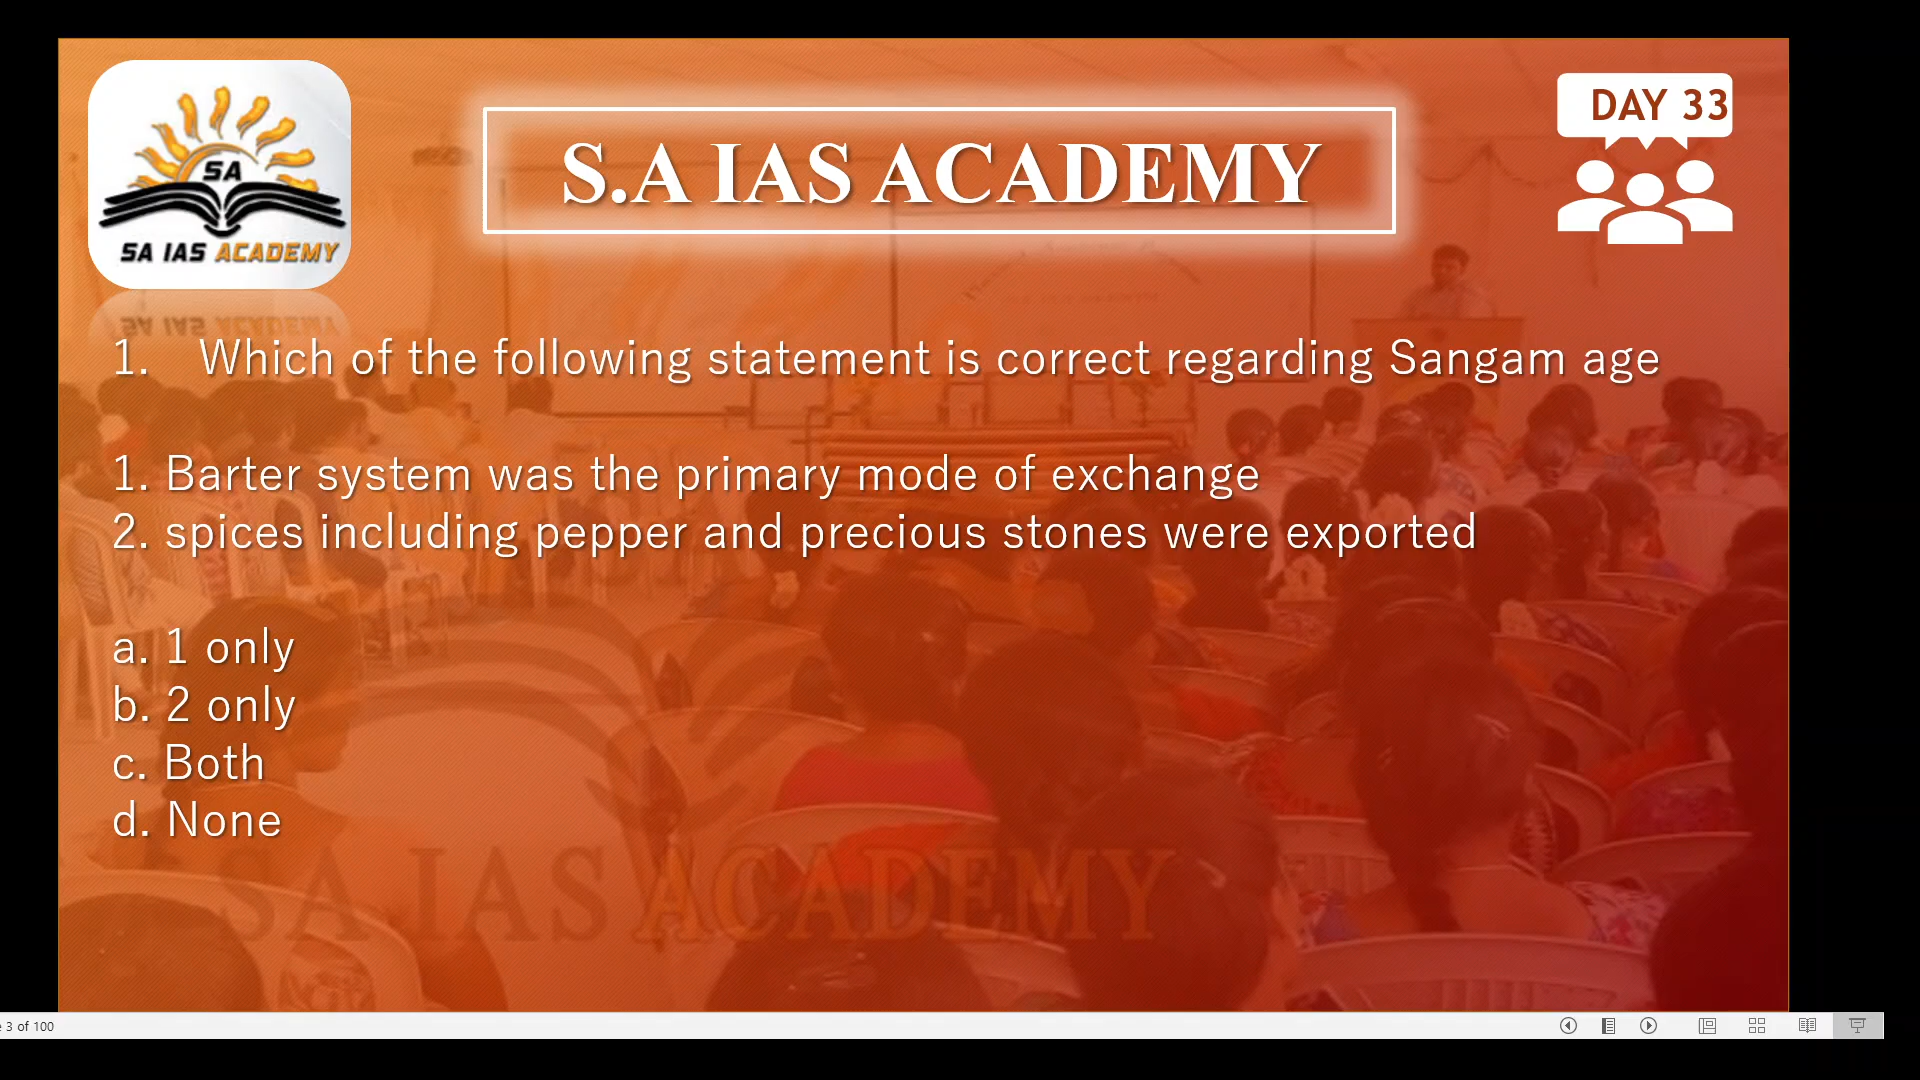 SA
SA IAS ACADEMY
S.A IAS ACADEMY
DAY 33
1. Which of the following statement is correct regarding Sangam age
1. Barter system was the primary mode of exchange
2. spices including pepper and precious stones were exported
a. 1 only
b. 2 only
c. Both
d. None
SA IAS ACADEMY
3 of 100